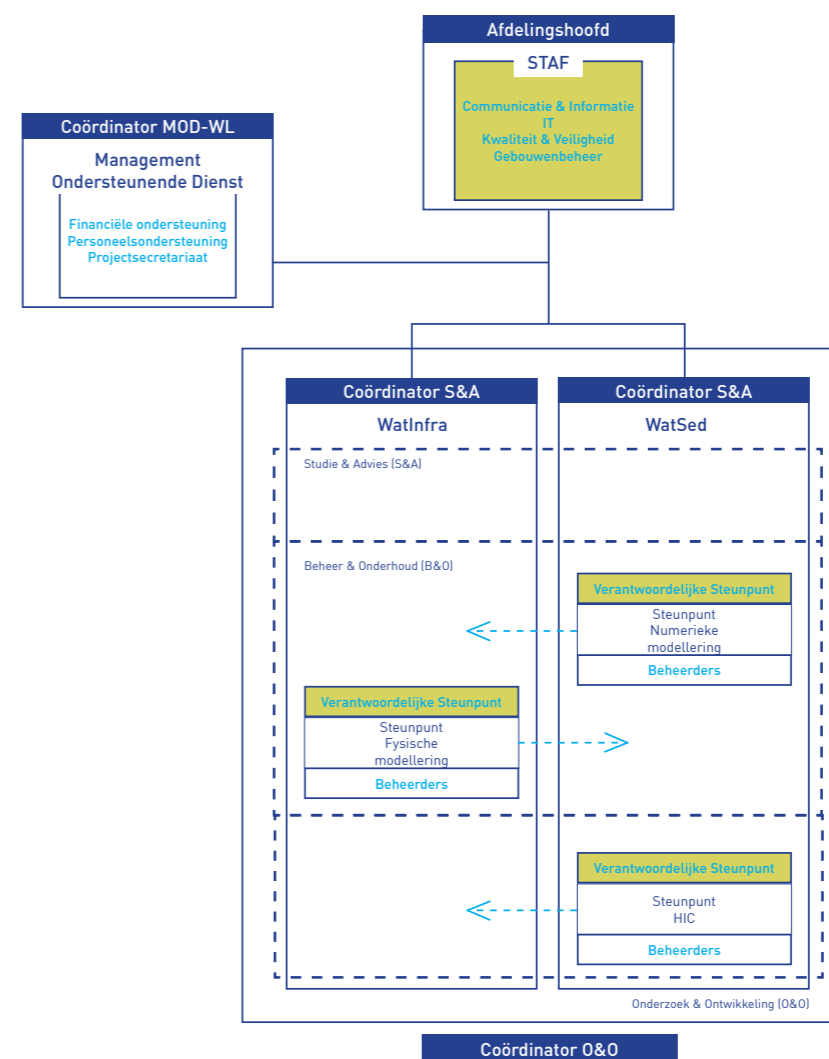 Afdelingshoofd
STAF
Communicatie & Informatie
IT
Kwaliteit & Veiligheid
Gebouwenbeheer
Coördinator MOD-WL
Management
Ondersteunende Dienst
Financiële ondersteuning
Personeelsondersteuning
Projectsecretariaat
Coördinator S&A
WatInfra
Coördinator S&A
WatSed
Studie & Advies (S&A)
Beheer & Onderhoud (B&O)
Verantwoordelijke Steunpunt
Steunpunt
Numerieke
modellering
Beheerders
Verantwoordelijke Steunpunt
Steunpunt
Fysische
modellering
Beheerders
Verantwoordelijke Steunpunt
Steunpunt
HIC
Beheerders
Onderzoek & Ontwikkeling (O&O)
Coördinator O&O